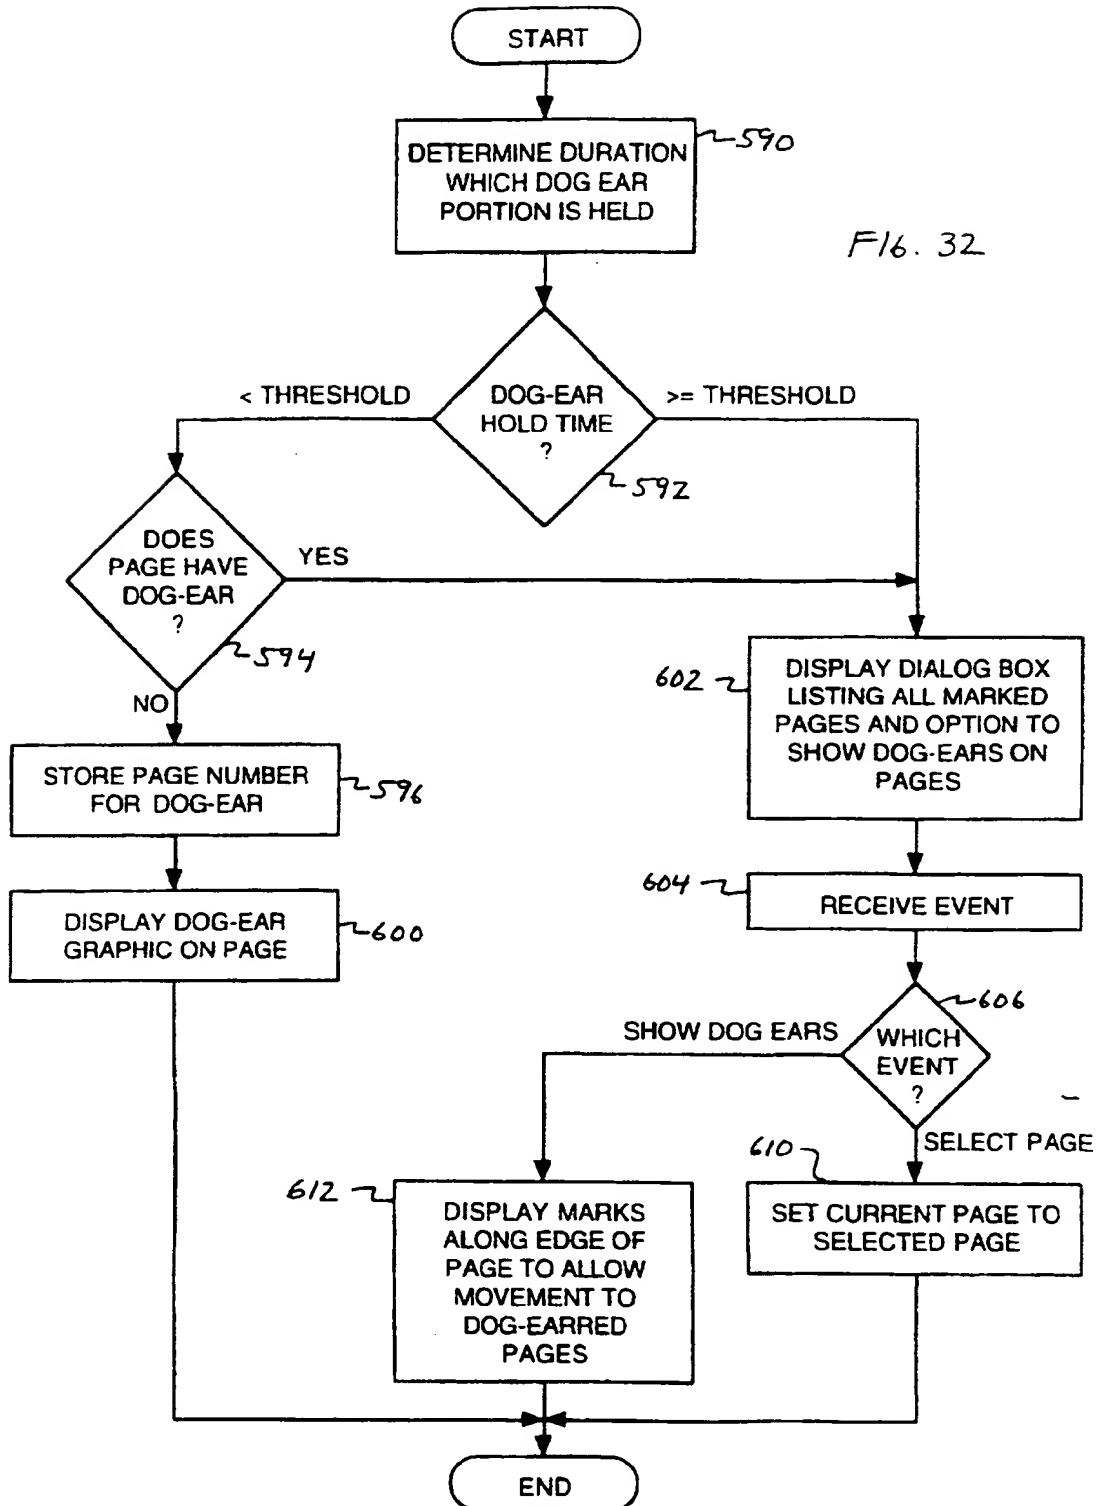 START
DETERMINE DURATION
WHICH DOG EAR
PORTION IS HELD
590
FIG. 32
< THRESHOLD
DOG-EAR
HOLD TIME
?
>= THRESHOLD
592
DOES
PAGE HAVE
DOG-EAR
?
YES
594
NO
STORE PAGE NUMBER
FOR DOG-EAR
596
DISPLAY DOG-EAR
GRAPHIC ON PAGE
600
602
DISPLAY DIALOG BOX
LISTING ALL MARKED
PAGES AND OPTION TO
SHOW DOG-EARS ON
PAGES
604
RECEIVE EVENT
606
SHOW DOG EARS
WHICH
EVENT
?
SELECT PAGE
610
SET CURRENT PAGE TO
SELECTED PAGE
612
DISPLAY MARKS
ALONG EDGE OF
PAGE TO ALLOW
MOVEMENT TO
DOG-EARRED
PAGES
END